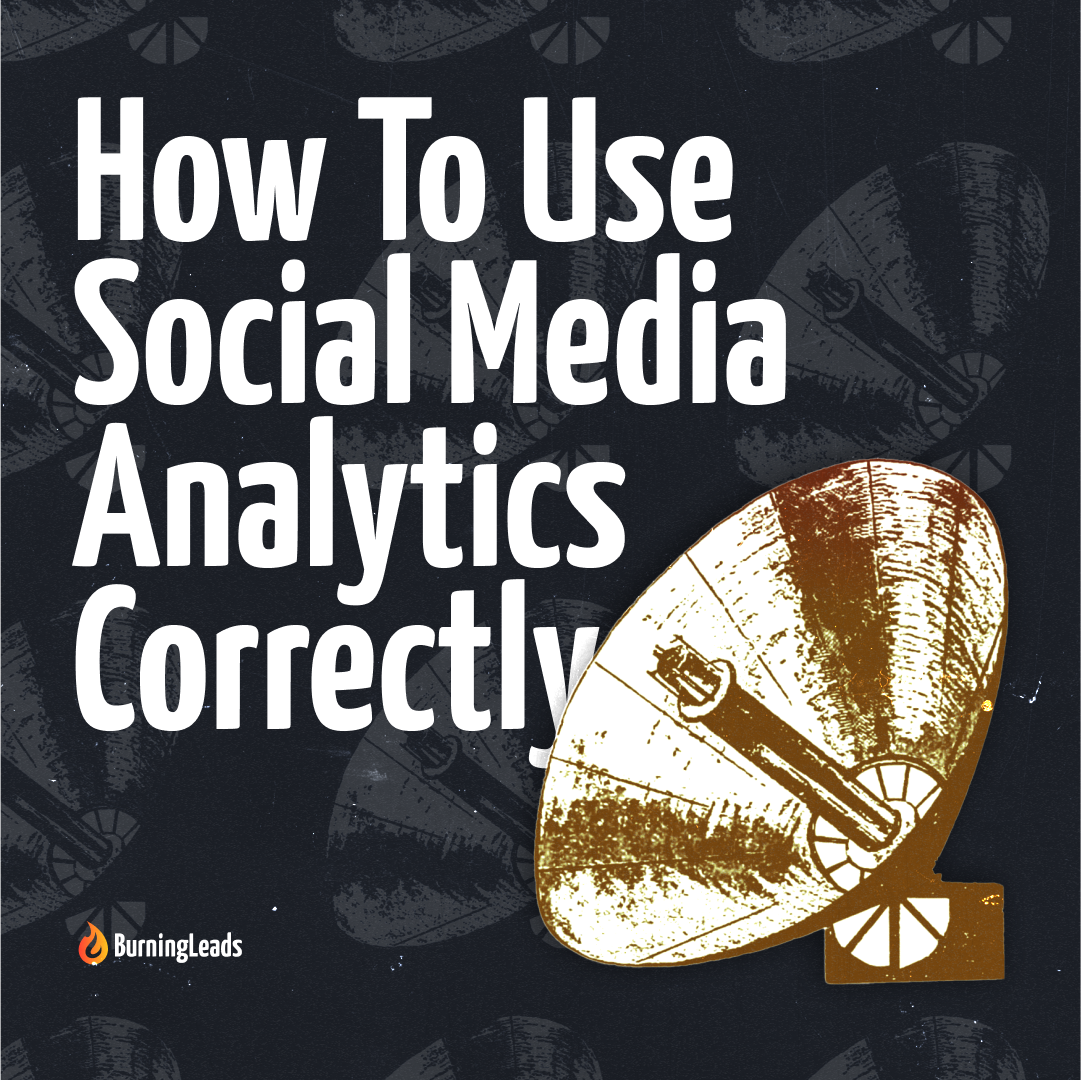 How To Use
Social Media
Analytics
Correctly
BurningLeads